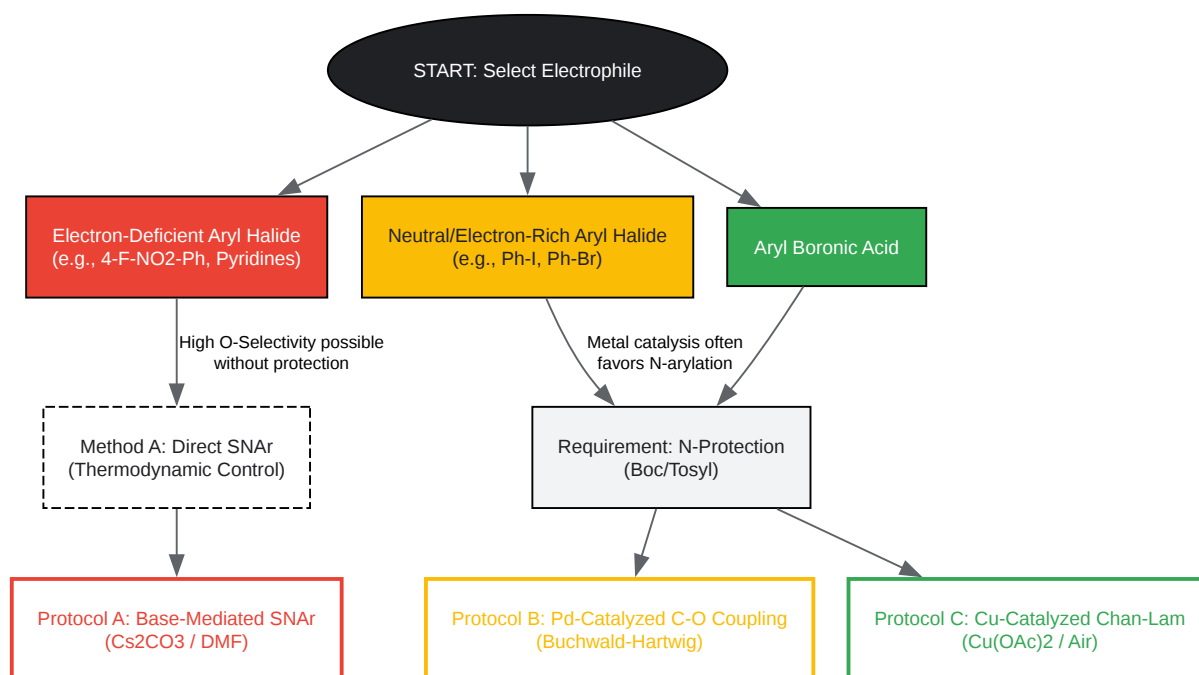 START: Select Electrophile
Electron-Deficient Aryl Halide
(e.g., 4-F-NO2-Ph, Pyridines)
Neutral/Electron-Rich Aryl Halide
(e.g., Ph-I, Ph-Br)
Aryl Boronic Acid
High O-Selectivity possible
without protection
Metal catalysis often
favors N-arylation
Method A: Direct SNAr
(Thermodynamic Control)
Requirement: N-Protection
(Boc/Tosyl)
Protocol A: Base-Mediated SNAr
(Cs2CO3 / DMF)
Protocol B: Pd-Catalyzed C-O Coupling
(Buchwald-Hartwig)
Protocol C: Cu-Catalyzed Chan-Lam
(Cu(OAc)2 / Air)